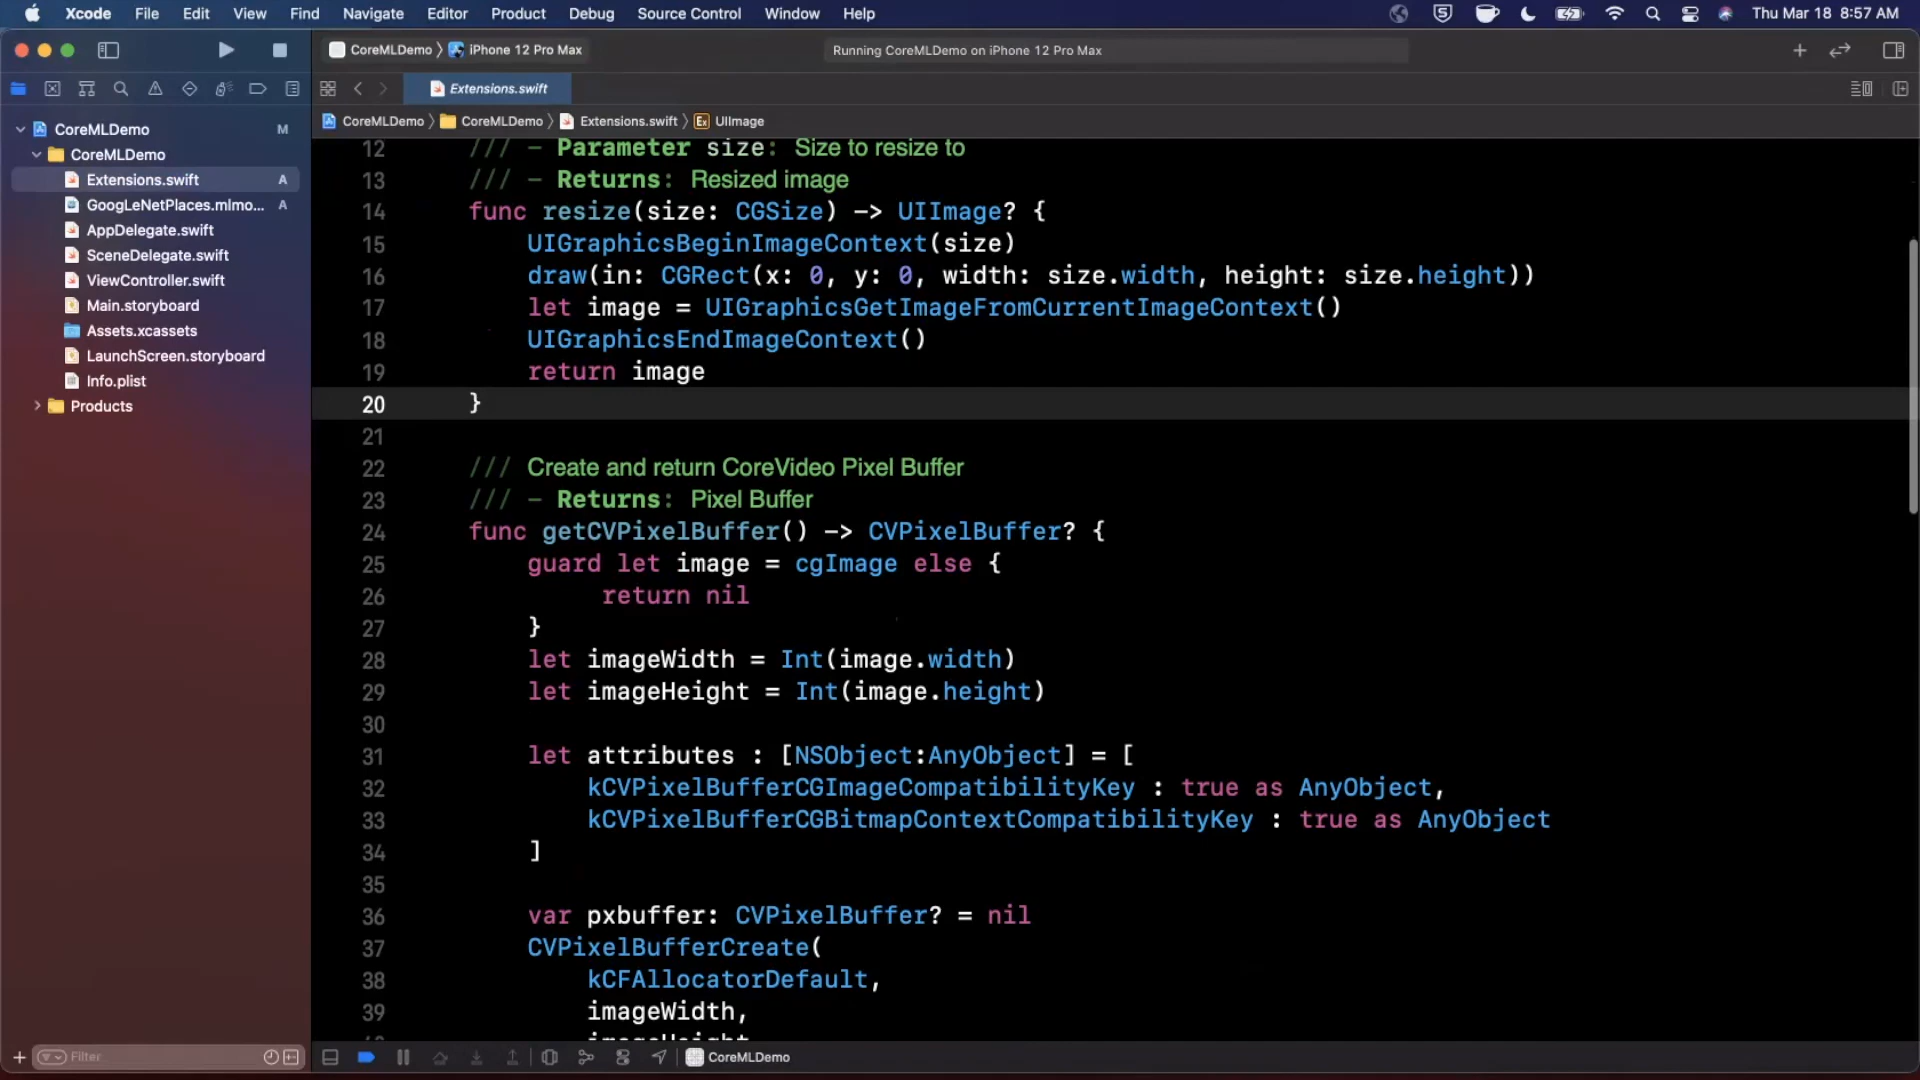 Xcode File Edit View Find Navigate Editor Product Debug Source Control Window Help Thu Mar 18 8:57 AM
CoreMLDemo 〉 iPhone 12 Pro Max Running CoreMLDemo on iPhone 12 Pro Max
Extensions.swift
CoreMLDemo 〉 CoreMLDemo 〉 Extensions.swift 〉 Ex UIImage
CoreMLDemo M
CoreMLDemo
Extensions.swift A
GoogLeNetPlaces.mlmo... A
AppDelegate.swift
SceneDelegate.swift
ViewController.swift
Main.storyboard
Assets.xcassets
LaunchScreen.storyboard
Info.plist
Products
Filter
12 /// - Parameter size: Size to resize to
13 /// - Returns: Resized image
14 func resize(size: CGSize) -> UIImage? {
15 UIGraphicsBeginImageContext(size)
16 draw(in: CGRect(x: 0, y: 0, width: size.width, height: size.height))
17 let image = UIGraphicsGetImageFromCurrentImageContext()
18 UIGraphicsEndImageContext()
19 return image
20 }
21
22 /// Create and return CoreVideo Pixel Buffer
23 /// - Returns: Pixel Buffer
24 func getCVPixelBuffer() -> CVPixelBuffer? {
25 guard let image = cgImage else {
26 return nil
27 }
28 let imageWidth = Int(image.width)
29 let imageHeight = Int(image.height)
30
31 let attributes : [NSObject:AnyObject] = [
32 kCVPixelBufferCGImageCompatibilityKey : true as AnyObject,
33 kCVPixelBufferCGBitmapContextCompatibilityKey : true as AnyObject
34 ]
35
36 var pxbuffer: CVPixelBuffer? = nil
37 CVPixelBufferCreate(
38 kCFAllocatorDefault,
39 imageWidth,
CoreMLDemo